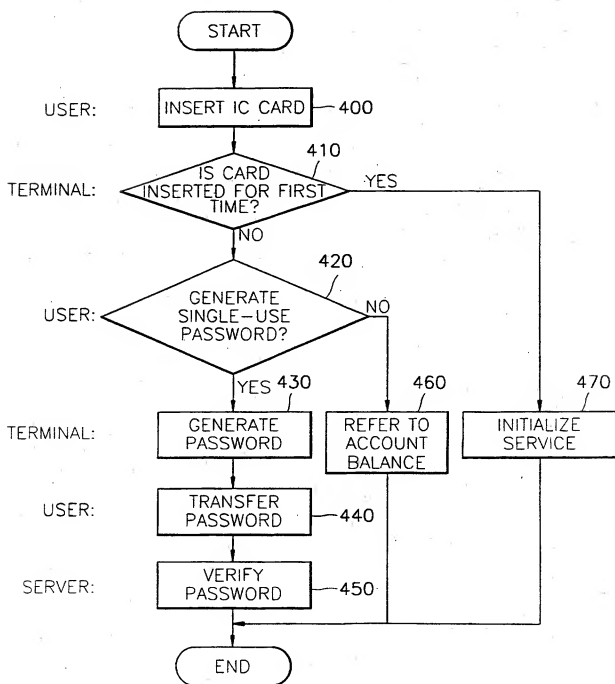 START
USER:
INSERT IC CARD
400
410
TERMINAL:
IS CARD
INSERTED FOR FIRST
TIME?
YES
NO
420
USER:
GENERATE
SINGLE-USE
PASSWORD?
NO
YES
430
460
470
TERMINAL:
GENERATE
PASSWORD
REFER TO
ACCOUNT
BALANCE
INITIALIZE
SERVICE
USER:
TRANSFER
PASSWORD
440
SERVER:
VERIFY
PASSWORD
450
END